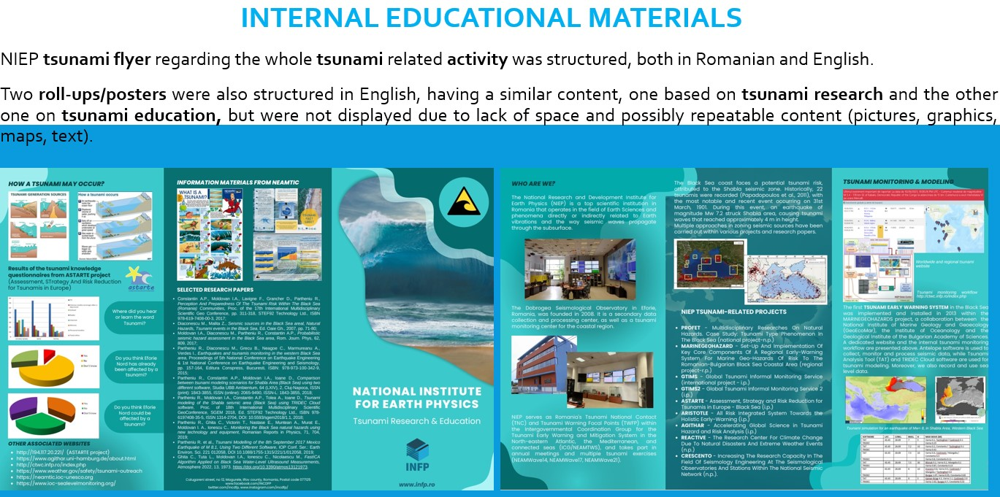 INTERNAL EDUCATIONAL MATERIALS
NIEP tsunami flyer regarding the whole tsunami related activity was structured, both in Romanian and English.
Two roll-ups/posters were also structured in English, having a similar content, one based on tsunami research and the other
one on tsunami education, but were not displayed due to lack of space and possibly repeatable content (pictures, graphics,
maps, text).
HOW A TSUNAMI MAY OCCUR?
TSUNAMI GENERATION SOURCES
How a tsunami occurs
Results of the tsunami knowledge
questionnaires from ASTARTE project
(Assessment, STrategy And Risk Reduction
for Tsunamis in Europe)
astarte
Where did you
hear or learn the
word
Tsunami?
Do you think Eforie
Nord has already
been affected by a
tsunami?
Do you think Eforie
Nord could be
affected by a
tsunami?
OTHER ASSOCIATED WEBSITES
• http://194.117.20.221/ (ASTARTE project)
• https://www.agithar.uni-hamburg.de/about.html
• http://ctwc.infp.ro/index.php
• https://www.weather.gov/safety/tsunami-outreach
• https://neamtic.ioc-unesco.org
• https://www.ioc-sealevelmonitoring.org/
INFORMATION MATERIALS FROM NEAMTIC
WHAT IS A
TSUNAMI?
SELECTED RESEARCH PAPERS
• Constantin A.P., Moldovan I.A., Lavigne F., Grancher D., Partheniu R.,
Perception And Preparedness Of The Tsunami Risk Within The Black Sea
(Romania) Communities, Proc. of the 17th International Multidisciplinary
Scientific Geo Conference, pp. 311-318, STEF92 Technology Ltd., ISBN
978-619-7408-00-3, 2017;
• Diaconescu M., Malita Z., Seismic sources in the Black Sea area, Natural
Hazards, Tsunami events in the Black Sea, Ed. Oale Gh., 2007, pp. 71-80;
• Moldovan I.A., Diaconescu M., Partheniu R., Constantin A.P., Probabilistic
seismic hazard assessment in the Black Sea area, Rom. Journ. Phys, 62,
809, 2017;
• Partheniu R., Diaconescu M., Grecu B., Neagoe C., Marmureanu A.,
Verdes I., Earthquakes and tsunamis monitoring in the western Black Sea
area, Proceedings of 5th National Conference on Earthquake Engineering
& 1st National Conference on Earthquake Engineering and Seismology,
pp. 157-164, Editura Conspress, Bucuresti, ISBN: 978-973-100-342-9,
2015;
• Partheniu R., Constantin A.P., Moldovan I.A., Ioane D., Comparison
between tsunami modeling scenarios for Shabla Area (Black Sea) using two
different software, Studia UBB Ambientum, 64 (LXIV), 2, Cluj-Napoca, ISSN
(print): 1843-3855, ISSN (online): 2065-9490, ISSN-L: 1843-3855, 2018;
• Partheniu R., Constantin A.P., Moldovan I.A., Tolea A., Ioane D., Tsunami
modeling of the Shabla seismic area (Black Sea) using TRIDEC Cloud
software, Proc. of 18th International Multidisciplinary Scientific
GeoConference, SGEM 2018, Ed. STEF92 Technology Ltd., ISBN 978-
6197408-35-5, ISSN 1314-2704, DOI: 10.5593/sgem2018/1.1, 2018;
• Partheniu R., Ghita C., Victorin T., Nastase E., Muntean A., Murat E.,
Moldovan I.A., Ionescu C., Monitoring the Black Sea natural hazards using
new technology and equipment, Romanian Reports in Physics, 71, 704,
2019;
• Partheniu R. et al., Tsunami Modelling of the 8th September 2017 Mexico
Earthquake of M 8.1, Using Two Different Software, IOP Conf. Ser.: Earth
Environ. Sci. 221 012058, DOI 10.1088/1755-1315/221/1/012058, 2019;
• Ghita C., Tuta L., Moldovan I.A., Ionescu C., Nicolaescu M., FastICA
Algorithm Applied on Black Sea Water-Level Ultrasound Measurements,
Atmosphere 2022, 13, 1973. https://doi.org/10.3390/atmos13121973.
Calugareni street, no 12, Magurele, Ilfov county, Romania, Postal code 077125
www.facebook.com/INCDFP
twitter.com/incdfp, www.instagram.com/incdfp/
NATIONAL INSTITUTE
FOR EARTH PHYSICS
Tsunami Research & Education
INFP
www.infp.ro
WHO ARE WE?
The National Research and Development Institute for
Earth Physics (NIEP) is a top scientific institution in
Romania that operates in the field of Earth Sciences and
phenomena directly or indirectly related to Earth
vibrations and the way seismic waves propagate
through the subsurface.
The Dobrogea Seismological Observatory in Eforie,
Romania, was founded in 2008. It is a secondary data
collection and processing center, as well as a tsunami
monitoring center for the coastal region.
NIEP serves as Romania's Tsunami National Contact
(TNC) and Tsunami Warning Focal Points (TWFP) within
the Intergovernmental Coordination Group for the
Tsunami Early Warning and Mitigation System in the
North-eastern Atlantic, the Mediterranean, and
connected seas (ICG/NEAMTWS), and takes part in
annual meetings and multiple tsunami exercises
(NEAMWave14, NEAMWave17, NEAMWave21).
The Black Sea coast faces a potential tsunami risk,
attributed to the Shabla seismic zone. Historically, 22
tsunamis were recorded (Papadopoulos et al., 2011), with
the most notable and recent event occurring on 31st
March, 1901. During this event, an earthquake of
magnitude Mw 7.2 struck Shabla area, causing tsunami
waves that reached approximately 4 m in height.
Multiple approaches in zoning seismic sources have been
carried out within various projects and research papers.
NIEP TSUNAMI-RELATED PROJECTS
• PROFET - Multidisciplinary Researches On Natural
Hazards. Case Study: Tsunami Type Phenomenon In
The Black Sea (national project-n.p.)
• MARINEGEOHAZARD - Set-Up And Implementation Of
Key Core Components Of A Regional Early-Warning
System For Marine Geo-Hazards Of Risk To The
Romanian-Bulgarian Black Sea Coastal Area (regional
project-r.p.)
• GTIMS - Global Tsunami Informal Monitoring Service
(international project - i.p.)
• GTIMS2 - Global Tsunami Informal Monitoring Service 2
(i.p.)
• ASTARTE - Assessment, Strategy and Risk Reduction for
Tsunamis in Europe - Black Sea (i.p.)
• ARISTOTLE - All Risk Integrated System Towards the
Holistic Early-Warning (i.p.)
• AGITHAR - Accelerating Global Science in Tsunami
Hazard and Risk Analysis (i.p.)
• REACTIVE - The Research Center For Climate Change
Due To Natural Disasters And Extreme Weather Events
(n.p.)
• CRESCENTO - Increasing The Research Capacity In The
Field Of Seismology Engineering At The Seismological
Observatories And Stations Within The National Seismic
Network (n.p.).
TSUNAMI MONITORING & MODELING
Worldwide and regional tsunami
website
Tsunami monitoring workflow
http://ctwc.infp.ro/index.php
The first TSUNAMI EARLY WARNING SYSTEM in the Black Sea
was implemented and installed in 2013 within the
MARINEGEOHAZARDS project, a collaboration between the
National Institute of Marine Geology and Geoecology
(GeoEcoMar), the Institute of Oceanology and the
Geological Institute of the Bulgarian Academy of Sciences.
A dedicated website and the internal tsunami monitoring
workflow are presented above. Antelope software is used to
collect, monitor and process seismic data, while Tsunami
Analysis Tool (TAT) and TRIDEC Cloud software are used for
tsunami modeling. Moreover, we also record and use sea
level data.